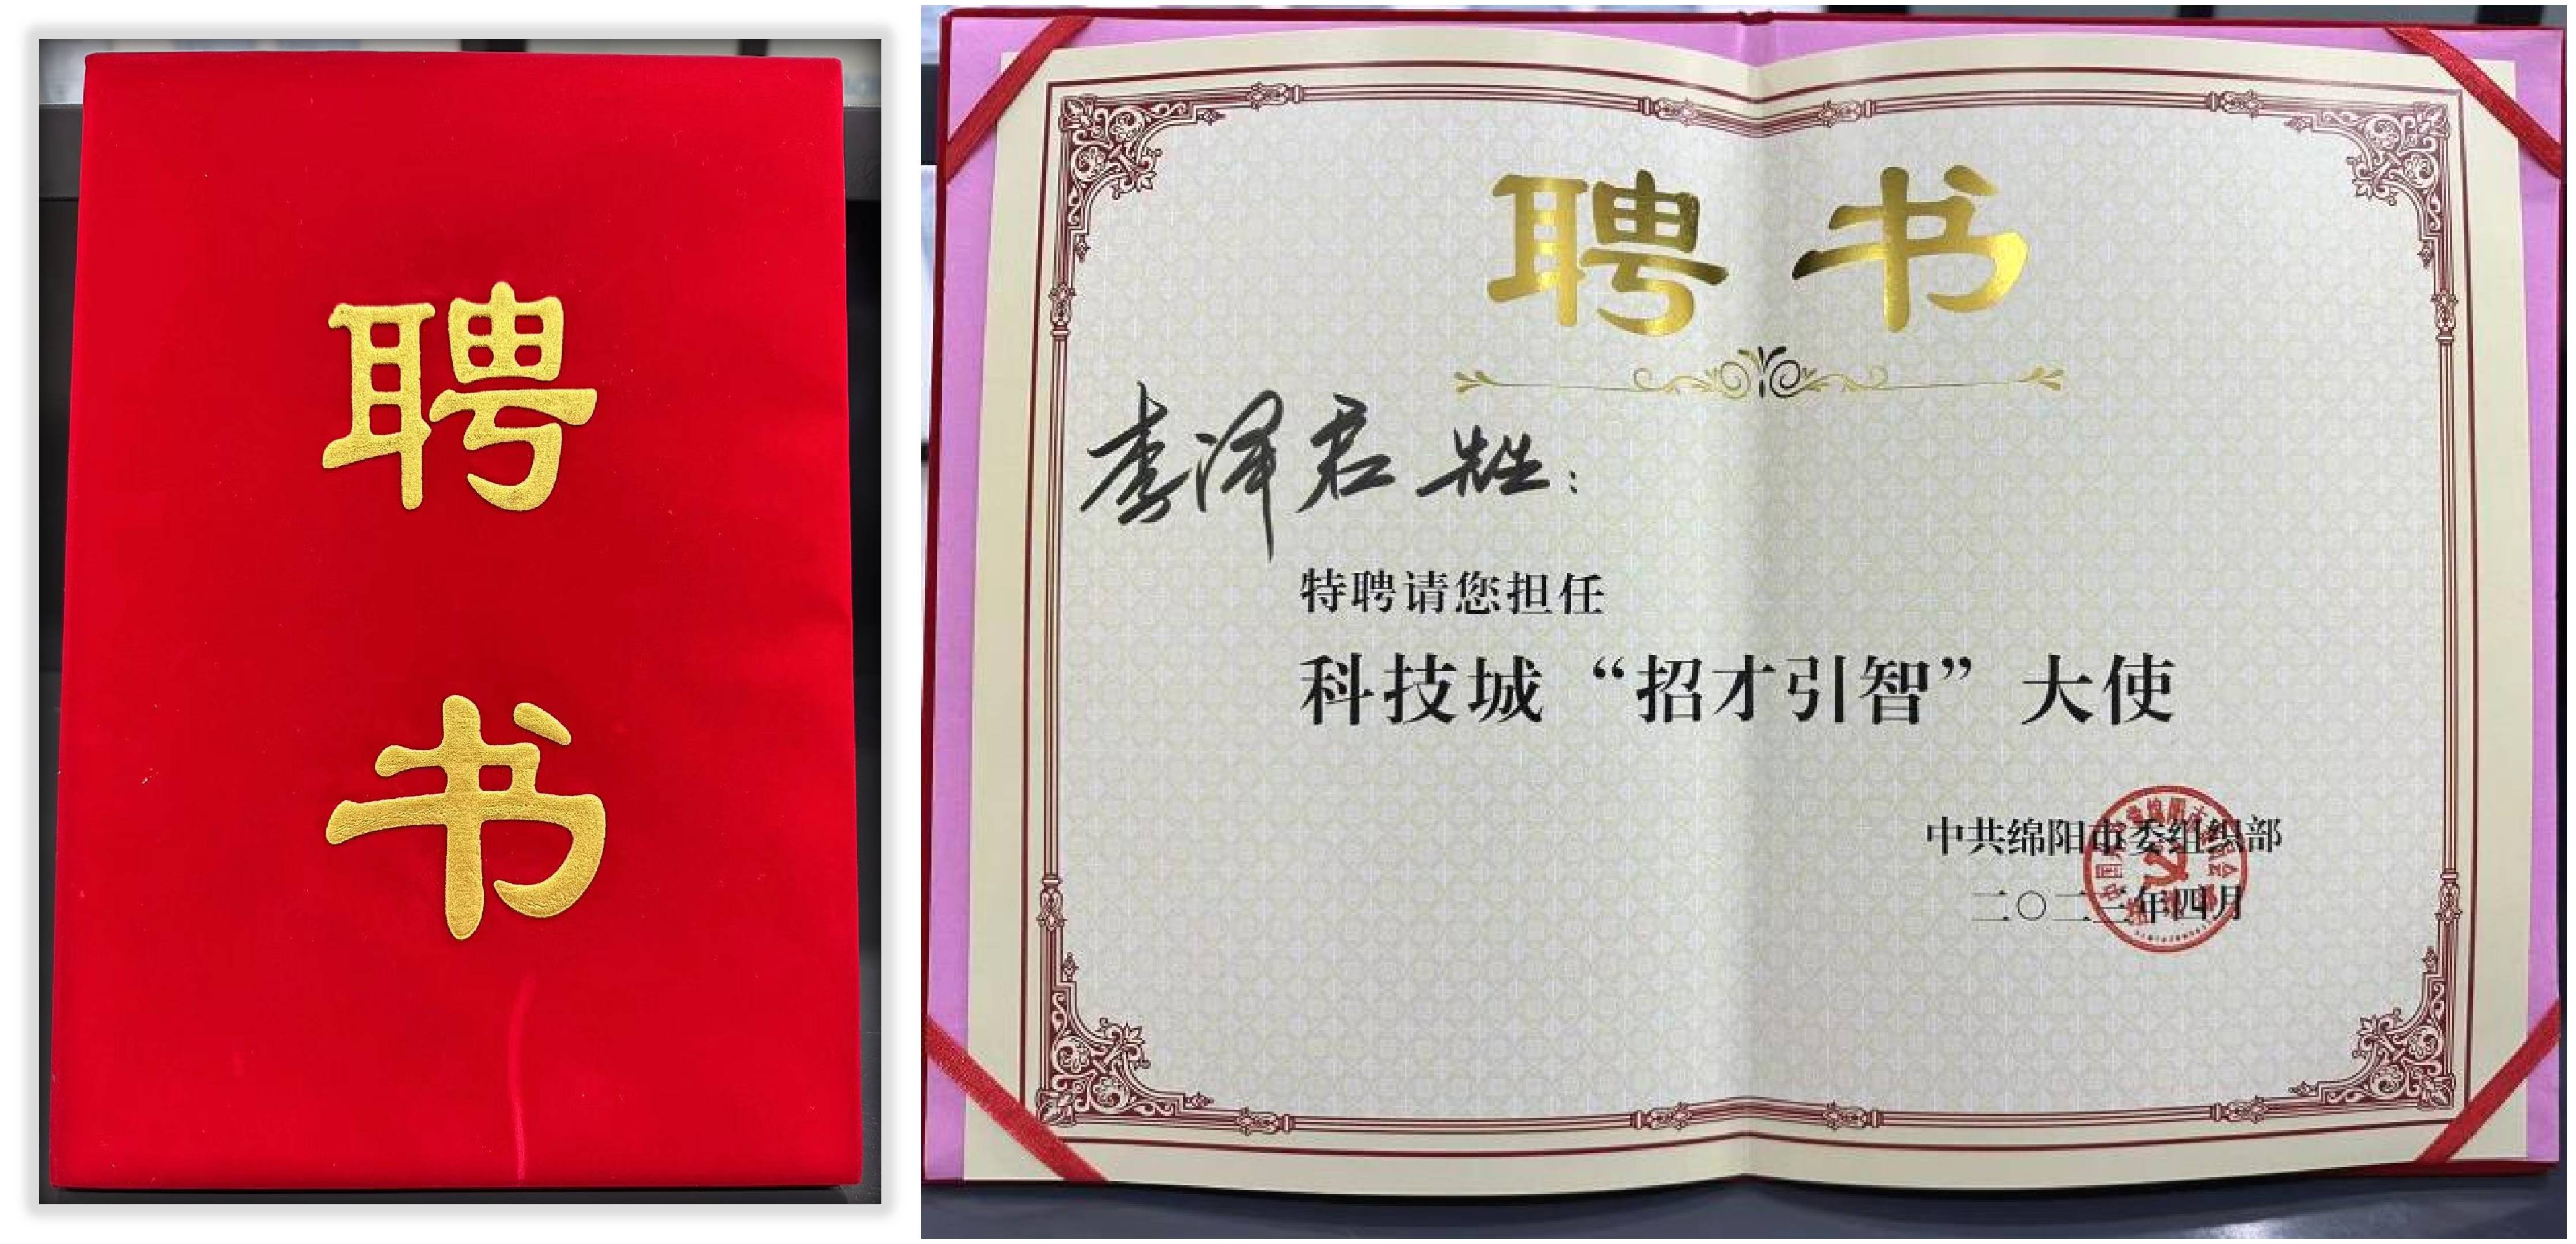 聘
书
聘书
李泽君 先生：
特聘请您担任
科技城“招才引智”大使
中共绵阳市委组织部
二〇二三年四月